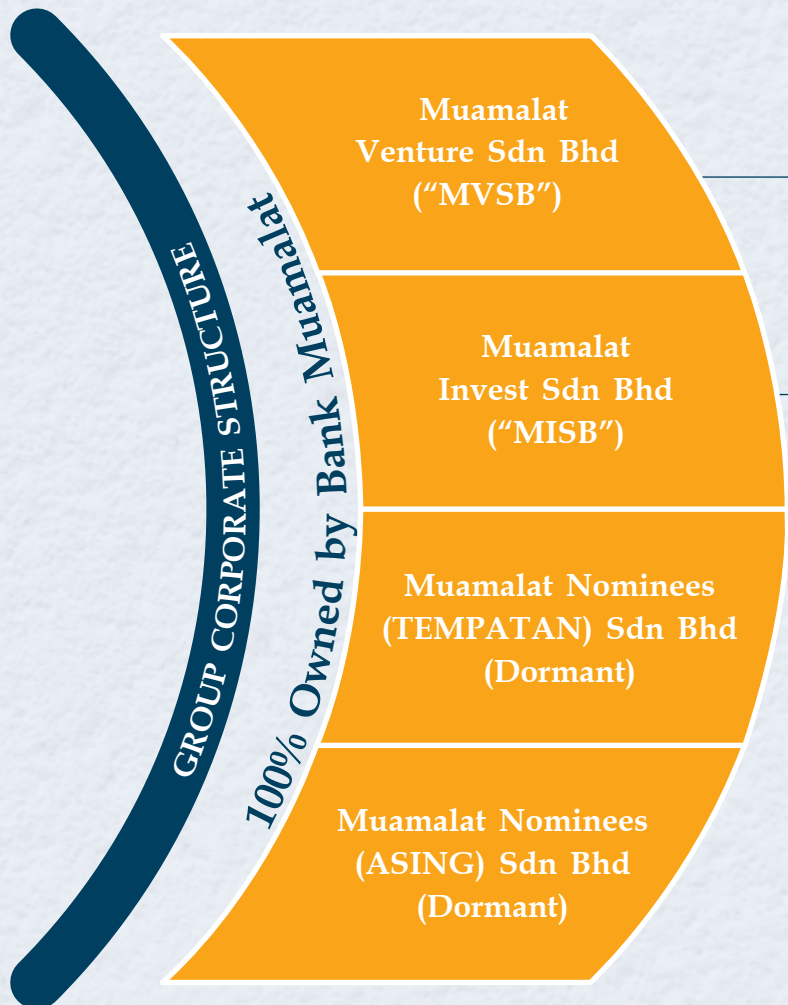 GROUP CORPORATE STRUCTURE
100% Owned by Bank Muamalat
Muamalat
Venture Sdn Bhd
(“MVSB”)
Muamalat
Invest Sdn Bhd
(“MISB”)
Muamalat Nominees
(TEMPATAN) Sdn Bhd
(Dormant)
Muamalat Nominees
(ASING) Sdn Bhd
(Dormant)